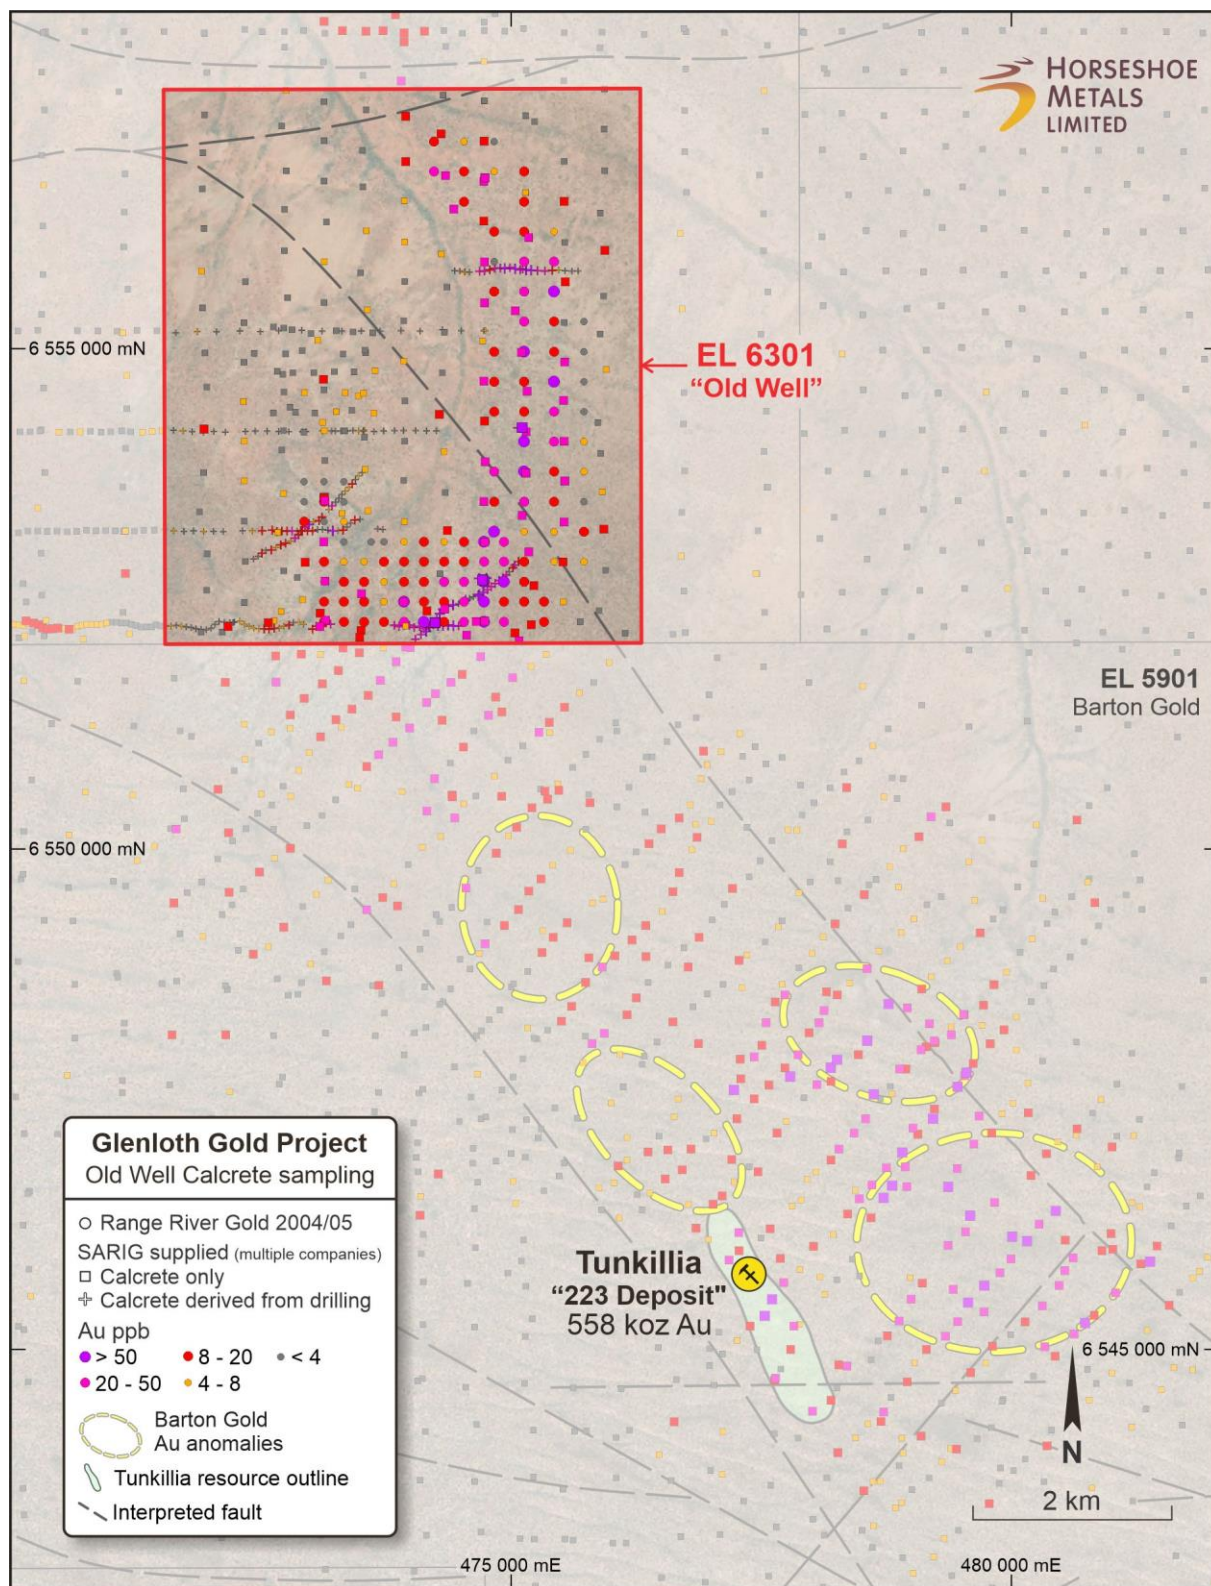 HORSESHOE
METALS
LIMITED
6 555 000 mN
EL 6301
“Old Well”
EL 5901
Barton Gold
6 550 000 mN
Tunkillia
“223 Deposit"
558 koz Au
6 545 000 mN
N
2 km
475 000 mE
480 000 mE
Glenloth Gold Project
Old Well Calcrete sampling
Range River Gold 2004/05
SARIG supplied (multiple companies)
Calcrete only
Calcrete derived from drilling
Au ppb
> 50
8 - 20
< 4
20 - 50
4 - 8
Barton Gold
Au anomalies
Tunkillia resource outline
Interpreted fault